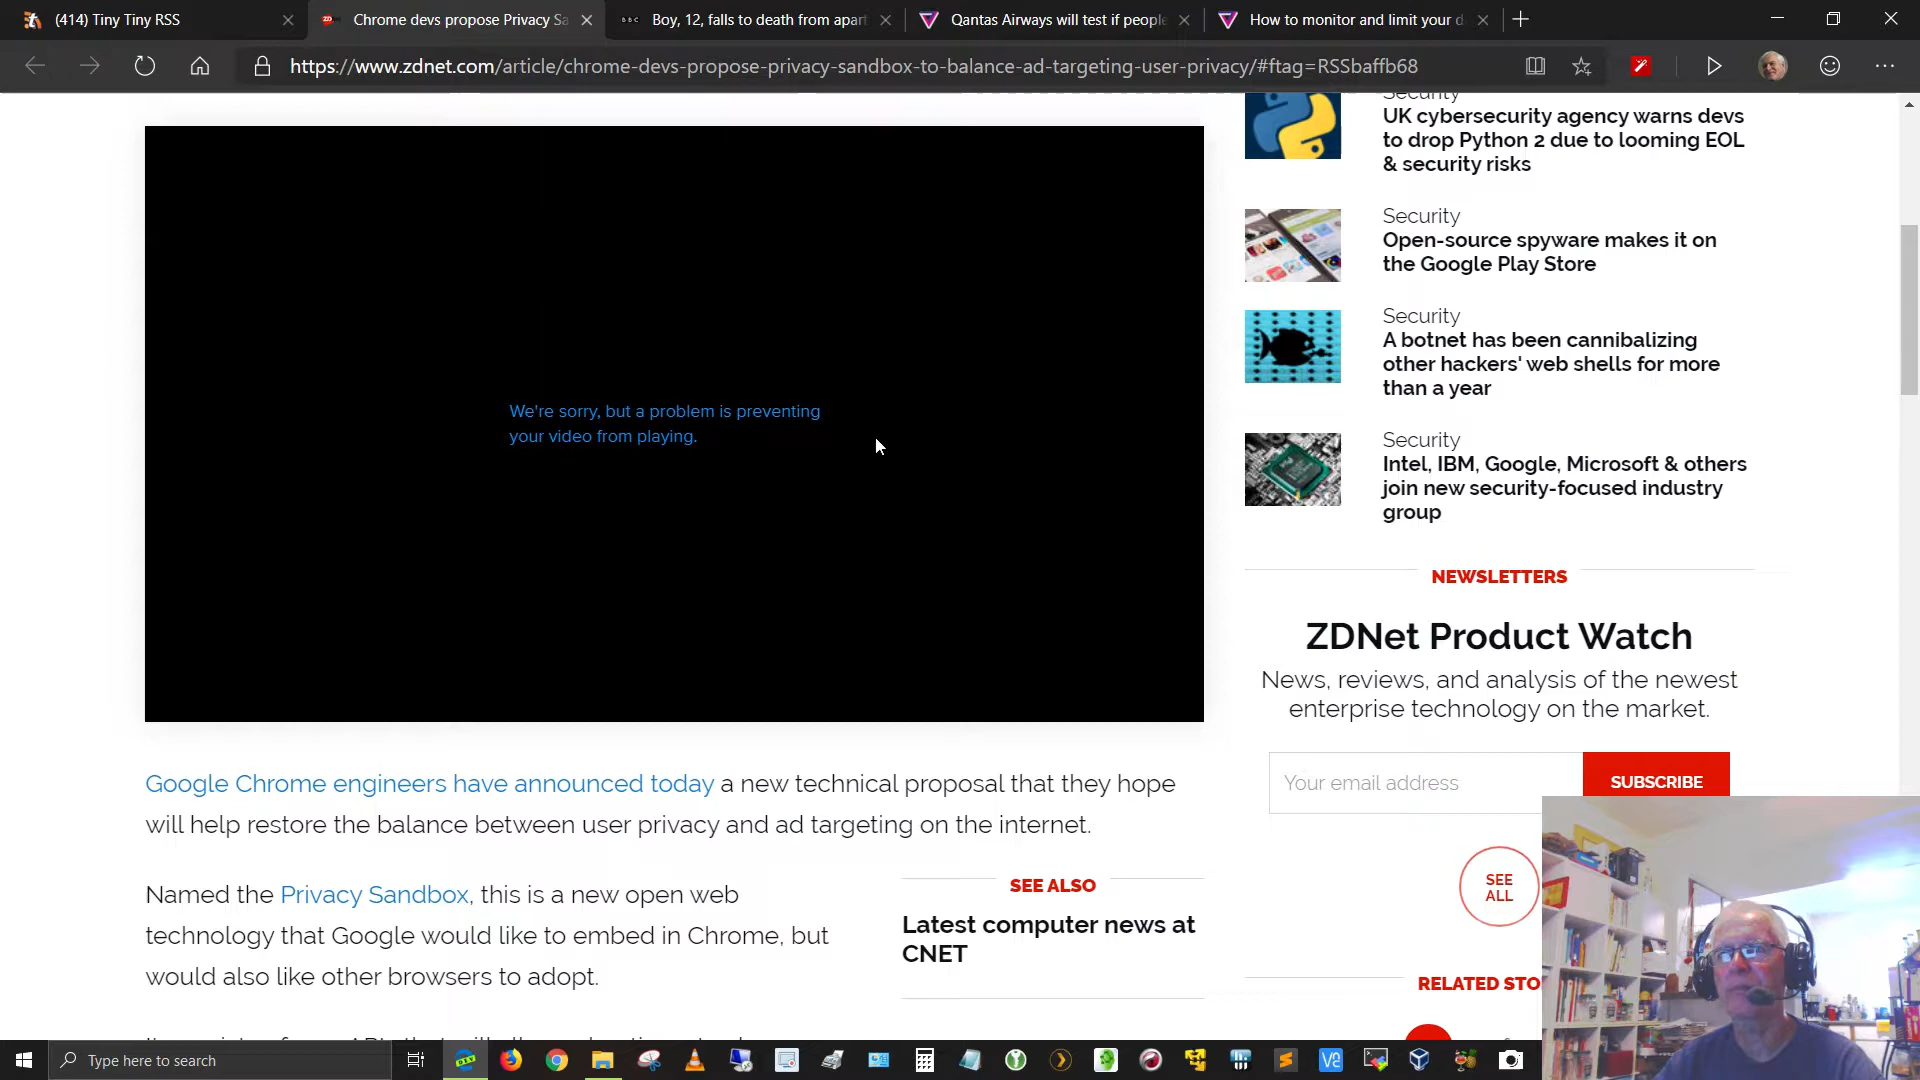 (414) Tiny Tiny RSS
Chrome devs propose Privacy Sa
Boy, 12, falls to death from apar
Qantas Airways will test if people
How to monitor and limit your d
https://www.zdnet.com/article/chrome-devs-propose-privacy-sandbox-to-balance-ad-targeting-user-privacy/#ftag=RSSbaffb68
We're sorry, but a problem is preventing
your video from playing.
Google Chrome engineers have announced today a new technical proposal that they hope
will help restore the balance between user privacy and ad targeting on the internet.
Named the Privacy Sandbox, this is a new open web
technology that Google would like to embed in Chrome, but
would also like other browsers to adopt.
SEE ALSO
Latest computer news at
CNET
Security
UK cybersecurity agency warns devs
to drop Python 2 due to looming EOL
& security risks
Security
Open-source spyware makes it on
the Google Play Store
Security
A botnet has been cannibalizing
other hackers' web shells for more
than a year
Security
Intel, IBM, Google, Microsoft & others
join new security-focused industry
group
NEWSLETTERS
ZDNet Product Watch
News, reviews, and analysis of the newest
enterprise technology on the market.
Your email address
SUBSCRIBE
SEE
ALL
RELATED STO
Type here to search